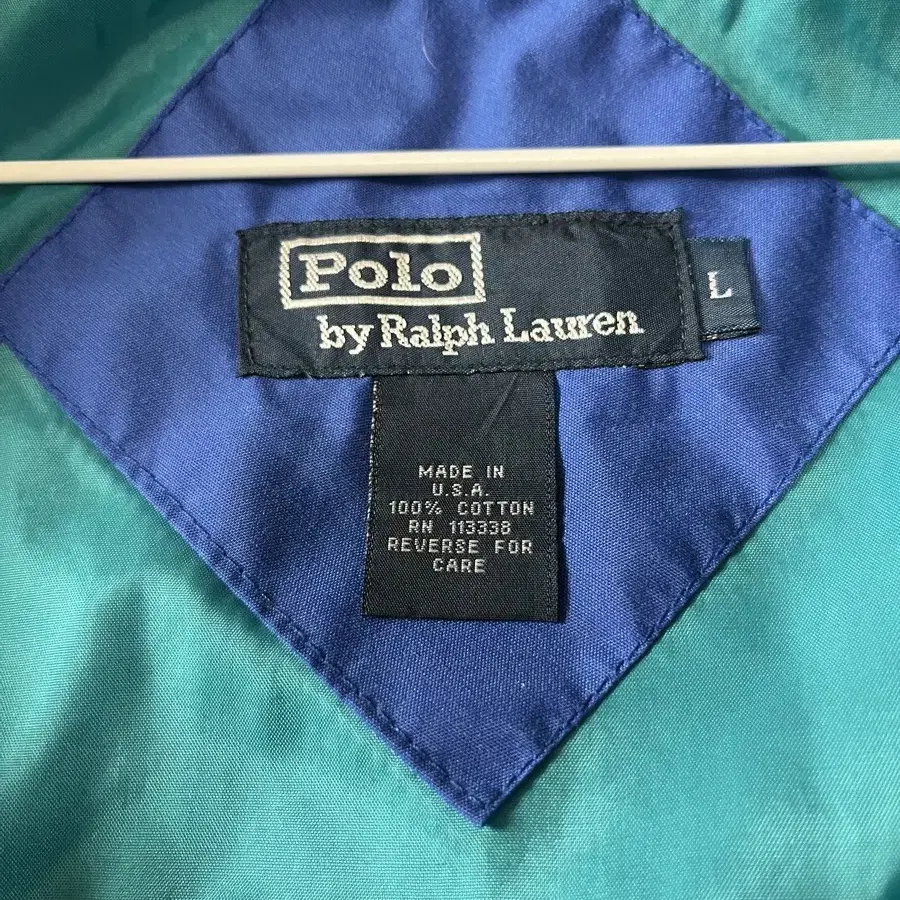 Polo
by Ralph Lauren
L
MADE IN
U.S.A.
100% COTTON
RN 113338
REVERSE FOR
CARE